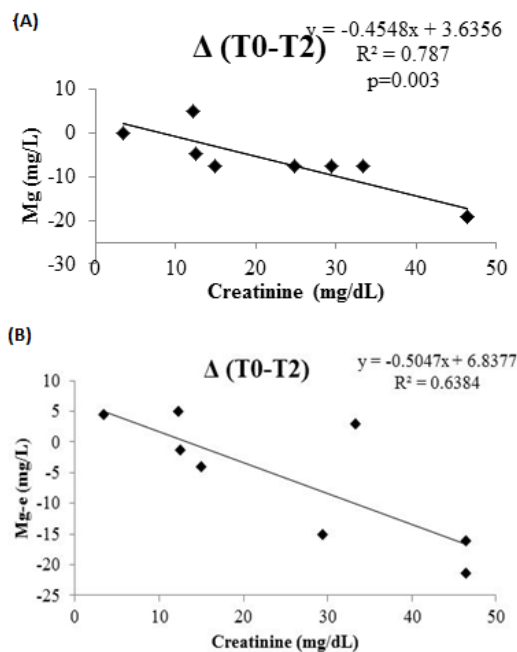 (A)
Δ (T0-T2)
y = -0.4548x + 3.6356
R² = 0.787
p=0.003
10
0
-10
-20
-30
Mg (mg/L)
0 10 20 30 40 50
Creatinine (mg/dL)
(B)
Δ (T0-T2)
y = -0.5047x + 6.8377
R² = 0.6384
10
5
0
-5
-10
-15
-20
-25
Mg-e (mg/L)
0 10 20 30 40 50
Creatinine (mg/dL)